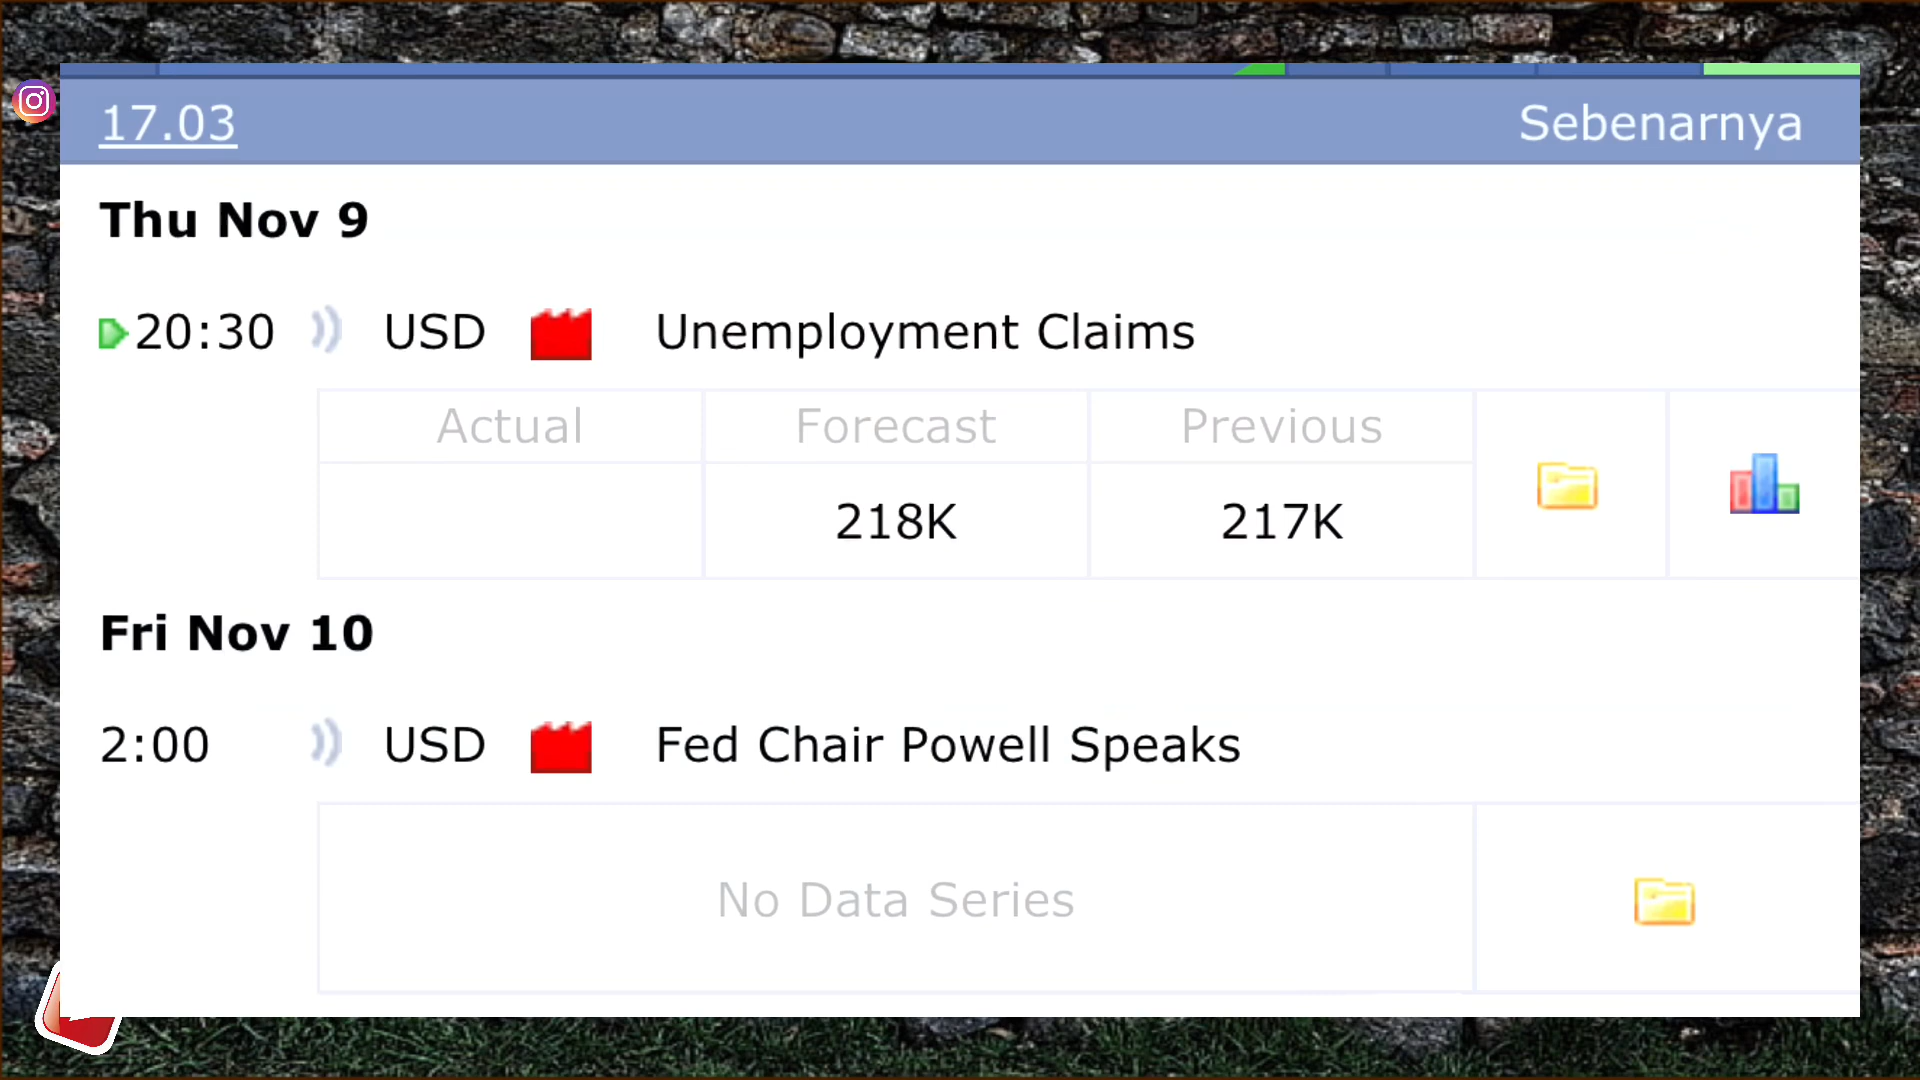 17.03 Sebenarnya
Thu Nov 9
20:30 USD Unemployment Claims
Actual Forecast Previous
218K 217K
Fri Nov 10
2:00 USD Fed Chair Powell Speaks
No Data Series